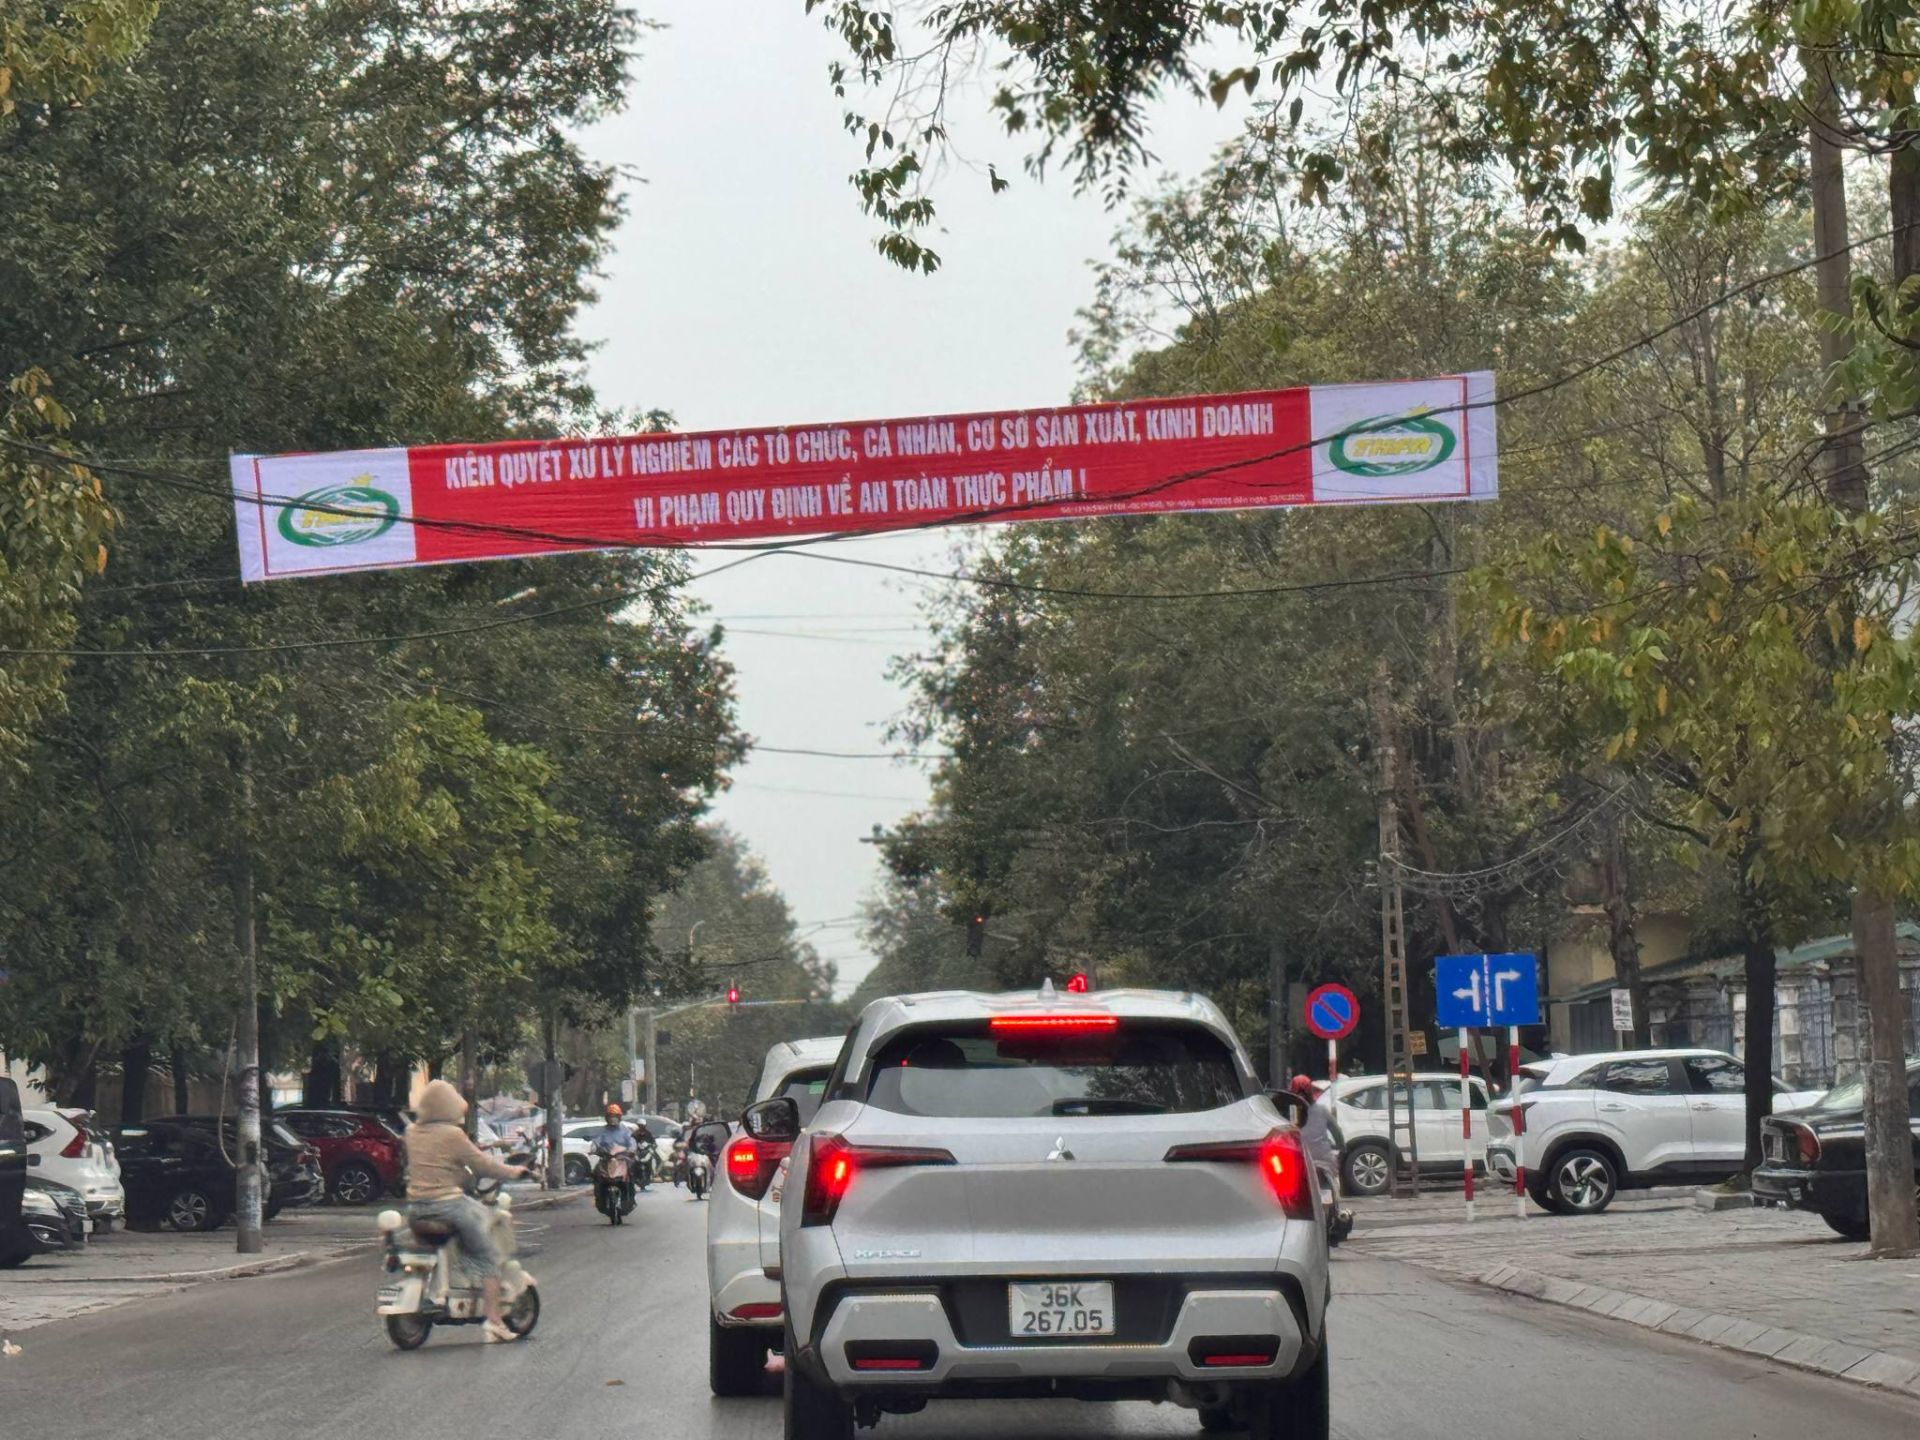 KIÊN QUYẾT XỬ LÝ NGHIÊM CÁC TỔ CHỨC, CÁ NHÂN, CƠ SỞ SẢN XUẤT, KINH DOANH
VI PHẠM QUY ĐỊNH VỀ AN TOÀN THỰC PHẨM !
XFORCE
36K
267.05